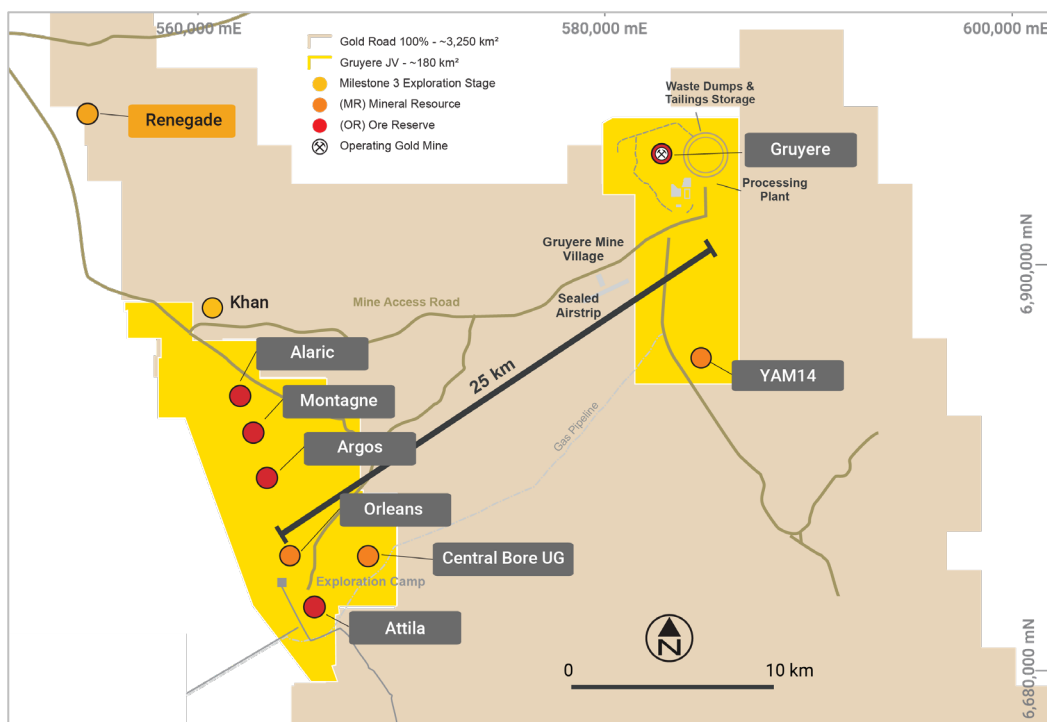 560,000 mE
580,000 mE
600,000 mE
Gold Road 100% - ~3,250 km²
Gruyere JV - ~180 km²
Milestone 3 Exploration Stage
(MR) Mineral Resource
(OR) Ore Reserve
Operating Gold Mine
Waste Dumps &
Tailings Storage
Renegade
Gruyere
Processing
Plant
Gruyere Mine
Village
6,900,000 mN
Sealed
Airstrip
Khan
Mine Access Road
Alaric
25 km
YAM14
Montagne
Gas Pipeline
Argos
Orleans
Central Bore UG
Exploration Camp
Attila
N
0
10 km
6,680,000 mN